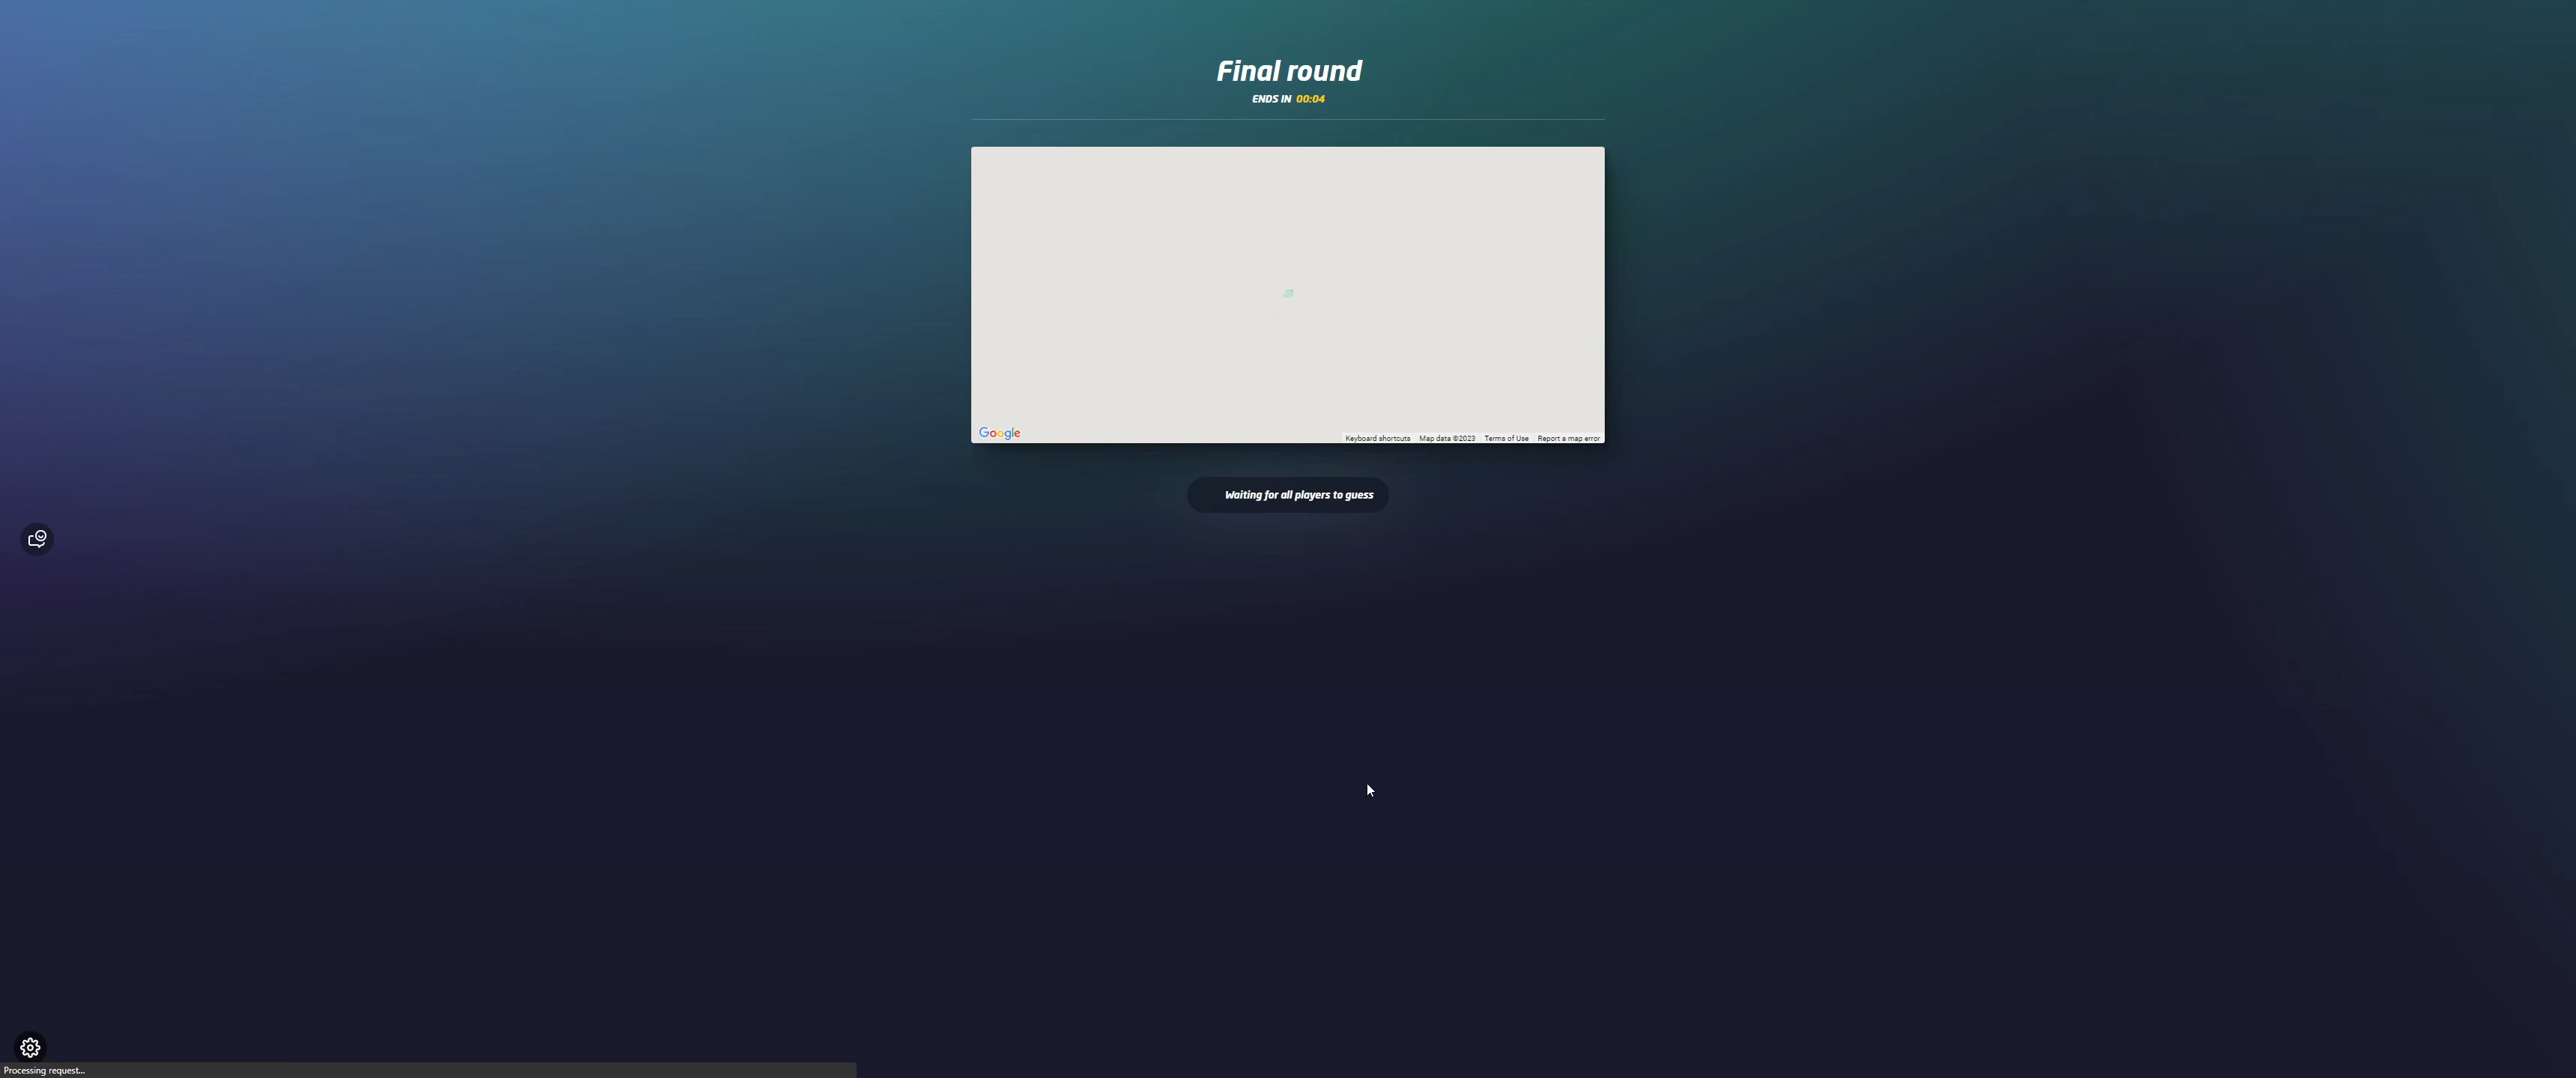 Final round
ENDS IN 00:04
Google
Keyboard shortcuts Map data ©2023 Terms of Use Report a map error
Waiting for all players to guess
Processing request...